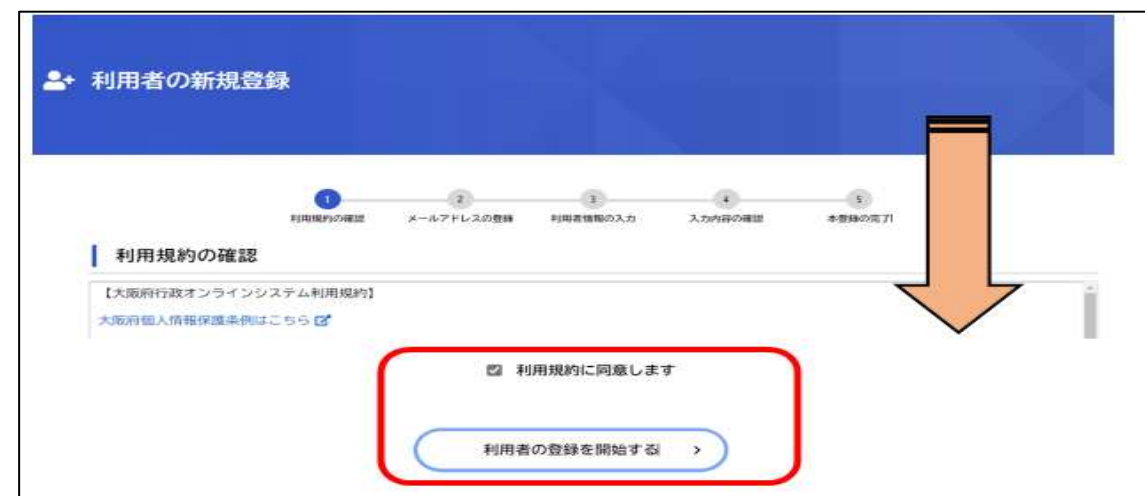 利用者の新規登録
1 2 3 4 5
利用規約の確認 メールアドレスの登録 利用者情報の入力 入力内容の確認 本登録の完了
利用規約の確認
【大阪府行政オンラインシステム利用規約】
大阪府個人情報保護条例はこちら
利用規約に同意します
利用者の登録を開始する >